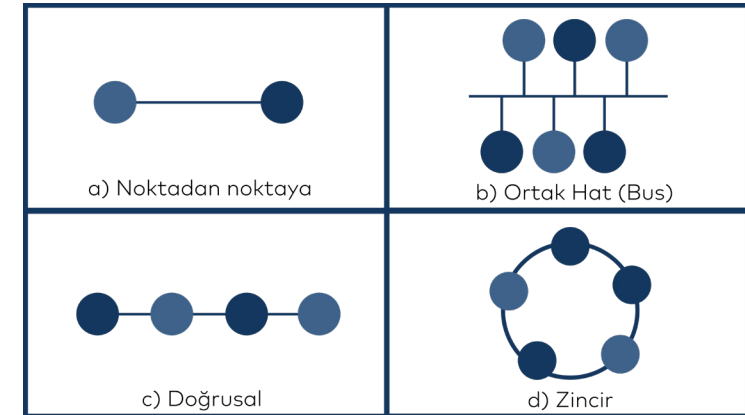 a) Noktadan noktaya
b) Ortak Hat (Bus)
c) Doğrusal
d) Zincir